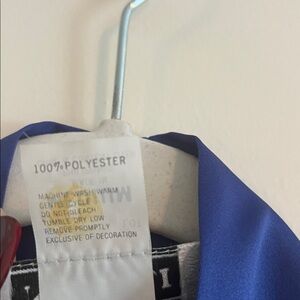 100% POLYESTER
MACHINE WASH WARM
GENTLE CYCLE
DO NOT BLEACH
TUMBLE DRY LOW
REMOVE PROMPTLY
EXCLUSIVE OF DECORATION